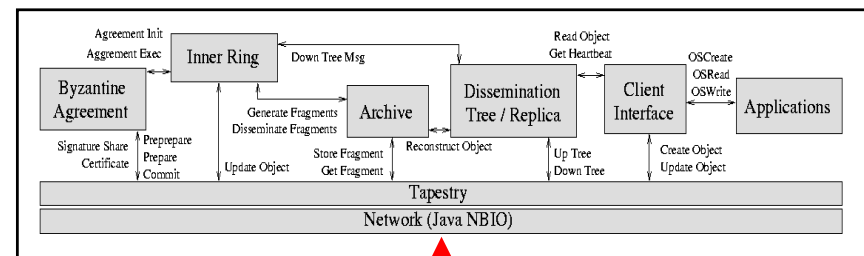 Agreement Init
Aggrement Exec
Inner Ring
Down Tree Msg
Read Object
Get Heartbeat
OSCreate
OSRead
OSWrite
Byzantine
Agreement
Generate Fragments
Disseminate Fragments
Archive
Dissemination
Tree / Replica
Client
Interface
Applications
Signature Share
Certificate
Preprepare
Prepare
Commit
Update Object
Store Fragment
Get Fragment
Reconstruct Object
Up Tree
Down Tree
Create Object
Update Object
Tapestry
Network (Java NBIO)